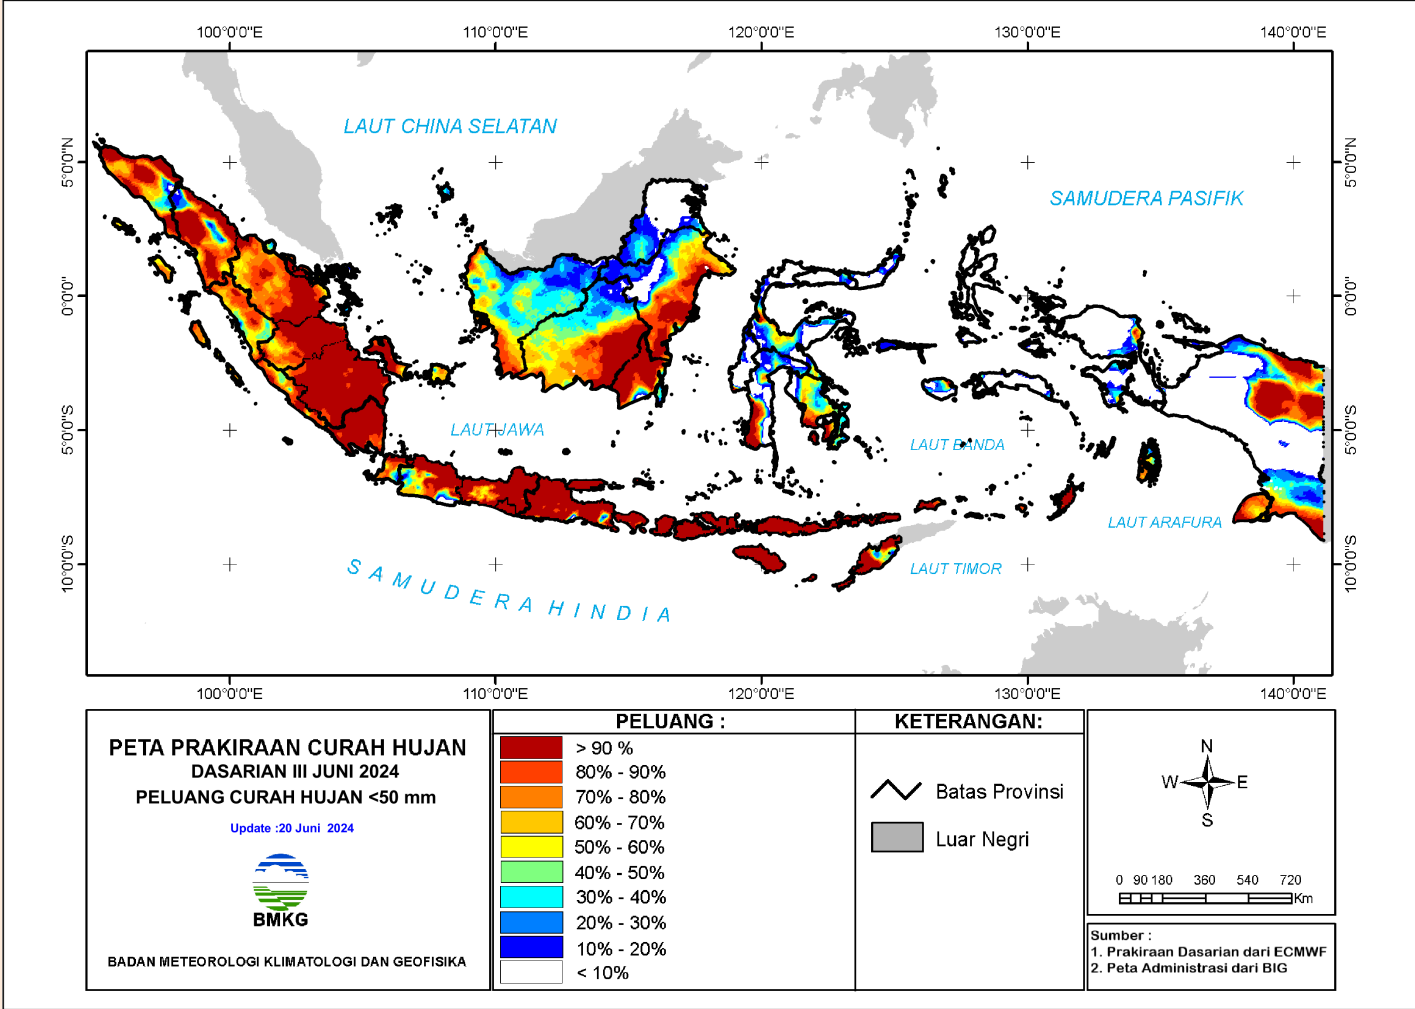 100°0'0"E 110°0'0"E 120°0'0"E 130°0'0"E 140°0'0"E
5°0'0"N 5°0'0"N
0°0'0" 0°0'0"
5°0'0"S 5°0'0"S
10°0'0"S 10°0'0"S
LAUT CHINA SELATAN
SAMUDERA PASIFIK
LAUT JAWA
LAUT BANDA
LAUT ARAFURA
LAUT TIMOR
SAMUDERA HINDIA
100°0'0"E 110°0'0"E 120°0'0"E 130°0'0"E 140°0'0"E
PETA PRAKIRAAN CURAH HUJAN
DASARIAN III JUNI 2024
PELUANG CURAH HUJAN <50 mm
Update :20 Juni 2024
BMKG
BADAN METEOROLOGI KLIMATOLOGI DAN GEOFISIKA
PELUANG :
> 90 %
80% - 90%
70% - 80%
60% - 70%
50% - 60%
40% - 50%
30% - 40%
20% - 30%
10% - 20%
< 10%
KETERANGAN:
Batas Provinsi
Luar Negri
N
W E
S
0 90 180 360 540 720
Km
Sumber :
1. Prakiraan Dasarian dari ECMWF
2. Peta Administrasi dari BIG